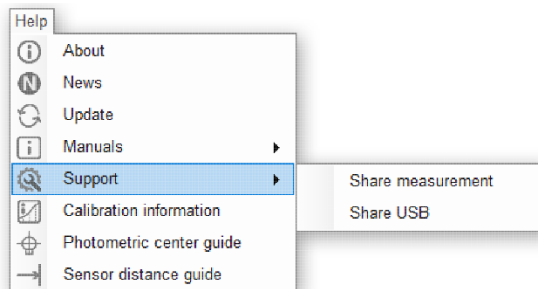 Help
About
News
Update
Manuals
Support
Share measurement
Share USB
Calibration information
Photometric center guide
Sensor distance guide